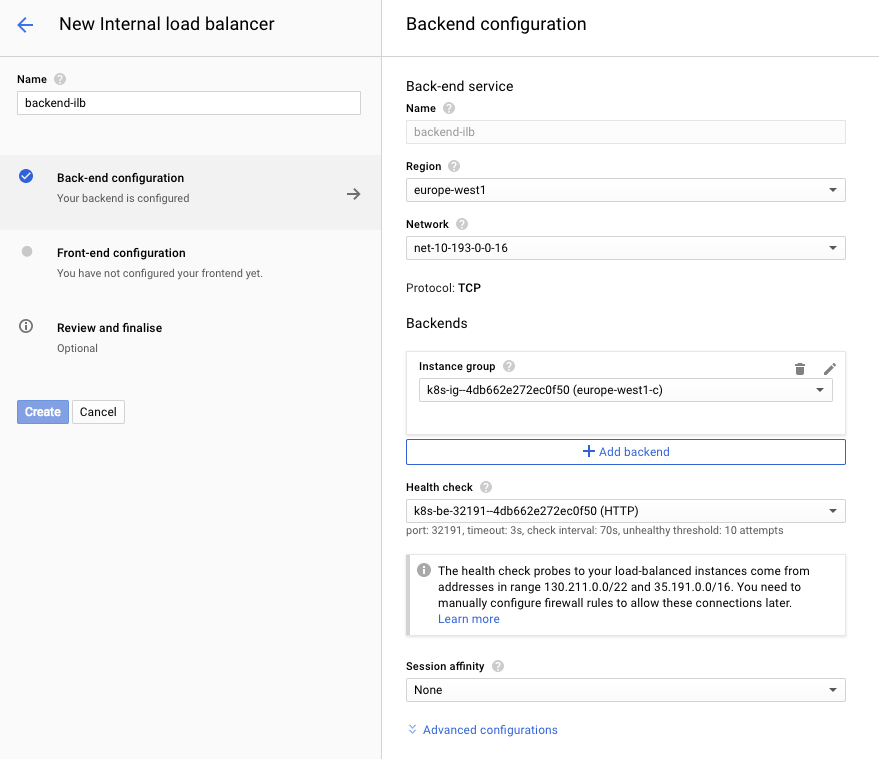 New Internal load balancer
Name
backend-ilb
Back-end configuration
Your backend is configured
Front-end configuration
You have not configured your frontend yet.
Review and finalise
Optional
Create
Cancel
Backend configuration
Back-end service
Name
backend-ilb
Region
europe-west1
Network
net-10-193-0-0-16
Protocol: TCP
Backends
Instance group
k8s-ig--4db662e272ec0f50 (europe-west1-c)
Add backend
Health check
k8s-be-32191--4db662e272ec0f50 (HTTP)
port: 32191, timeout: 3s, check interval: 70s, unhealthy threshold: 10 attempts
The health check probes to your load-balanced instances come from
addresses in range 130.211.0.0/22 and 35.191.0.0/16. You need to
manually configure firewall rules to allow these connections later.
Learn more
Session affinity
None
Advanced configurations